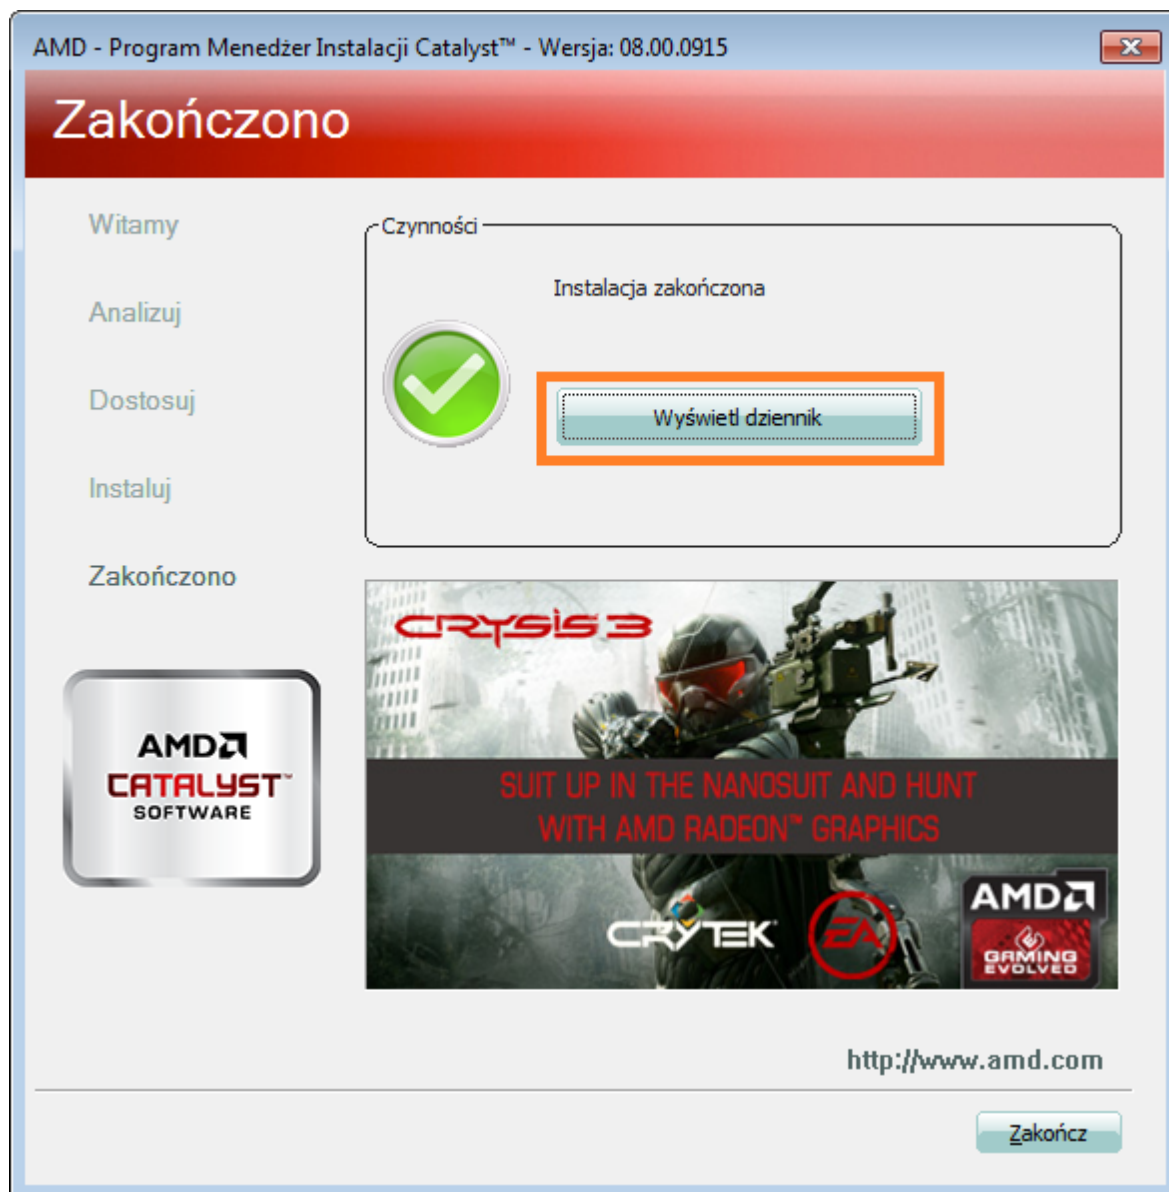 AMD - Program Menedżer Instalacji Catalyst™ - Wersja: 08.00.0915
Zakończono
Witamy
Analizuj
Dostosuj
Instaluj
Zakończono
Czynności
Instalacja zakończona
Wyświetl dziennik
AMD
CATALYST™
SOFTWARE
CRYSIS 3
SUIT UP IN THE NANOSUIT AND HUNT
WITH AMD RADEON™ GRAPHICS
CRYTEK
EA
AMD
GAMING
EVOLVED
http://www.amd.com
Zakończ